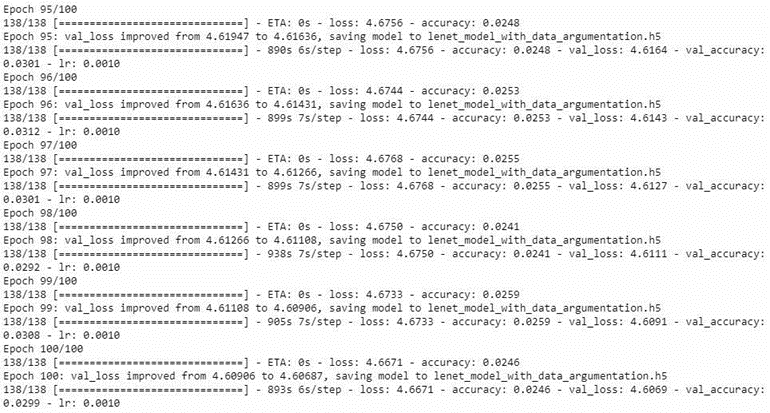 Epoch 95/100
138/138 [==============================] - ETA: 0s - loss: 4.6756 - accuracy: 0.0248
Epoch 95: val_loss improved from 4.61947 to 4.61636, saving model to lenet_model_with_data_argumentation.h5
138/138 [==============================] - 890s 6s/step - loss: 4.6756 - accuracy: 0.0248 - val_loss: 4.6164 - val_accuracy:
0.0301 - lr: 0.0010
Epoch 96/100
138/138 [==============================] - ETA: 0s - loss: 4.6744 - accuracy: 0.0253
Epoch 96: val_loss improved from 4.61636 to 4.61431, saving model to lenet_model_with_data_argumentation.h5
138/138 [==============================] - 899s 7s/step - loss: 4.6744 - accuracy: 0.0253 - val_loss: 4.6143 - val_accuracy:
0.0312 - lr: 0.0010
Epoch 97/100
138/138 [==============================] - ETA: 0s - loss: 4.6768 - accuracy: 0.0255
Epoch 97: val_loss improved from 4.61431 to 4.61266, saving model to lenet_model_with_data_argumentation.h5
138/138 [==============================] - 899s 7s/step - loss: 4.6768 - accuracy: 0.0255 - val_loss: 4.6127 - val_accuracy:
0.0301 - lr: 0.0010
Epoch 98/100
138/138 [==============================] - ETA: 0s - loss: 4.6750 - accuracy: 0.0241
Epoch 98: val_loss improved from 4.61266 to 4.61108, saving model to lenet_model_with_data_argumentation.h5
138/138 [==============================] - 938s 7s/step - loss: 4.6750 - accuracy: 0.0241 - val_loss: 4.6111 - val_accuracy:
0.0292 - lr: 0.0010
Epoch 99/100
138/138 [==============================] - ETA: 0s - loss: 4.6733 - accuracy: 0.0259
Epoch 99: val_loss improved from 4.61108 to 4.60906, saving model to lenet_model_with_data_argumentation.h5
138/138 [==============================] - 905s 7s/step - loss: 4.6733 - accuracy: 0.0259 - val_loss: 4.6091 - val_accuracy:
0.0308 - lr: 0.0010
Epoch 100/100
138/138 [==============================] - ETA: 0s - loss: 4.6671 - accuracy: 0.0246
Epoch 100: val_loss improved from 4.60906 to 4.60687, saving model to lenet_model_with_data_argumentation.h5
138/138 [==============================] - 893s 6s/step - loss: 4.6671 - accuracy: 0.0246 - val_loss: 4.6069 - val_accuracy:
0.0299 - lr: 0.0010